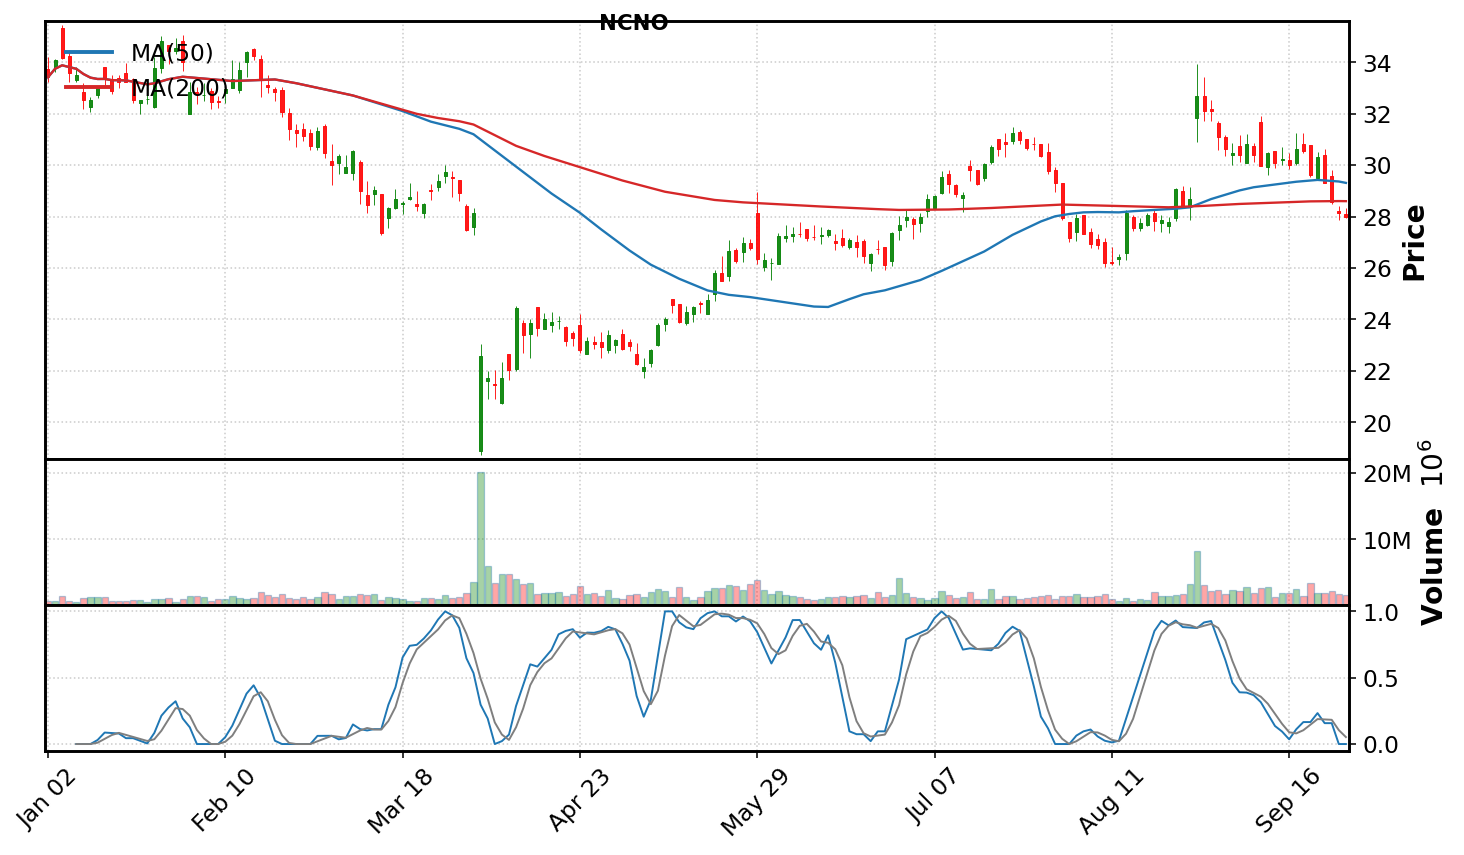 NCNO
MA(50)
MA(200)
34
32
30
28
26
24
22
20
Price
20M
10M
Volume 10^6
1.0
0.5
0.0
Jan 02
Feb 10
Mar 18
Apr 23
May 29
Jul 07
Aug 11
Sep 16